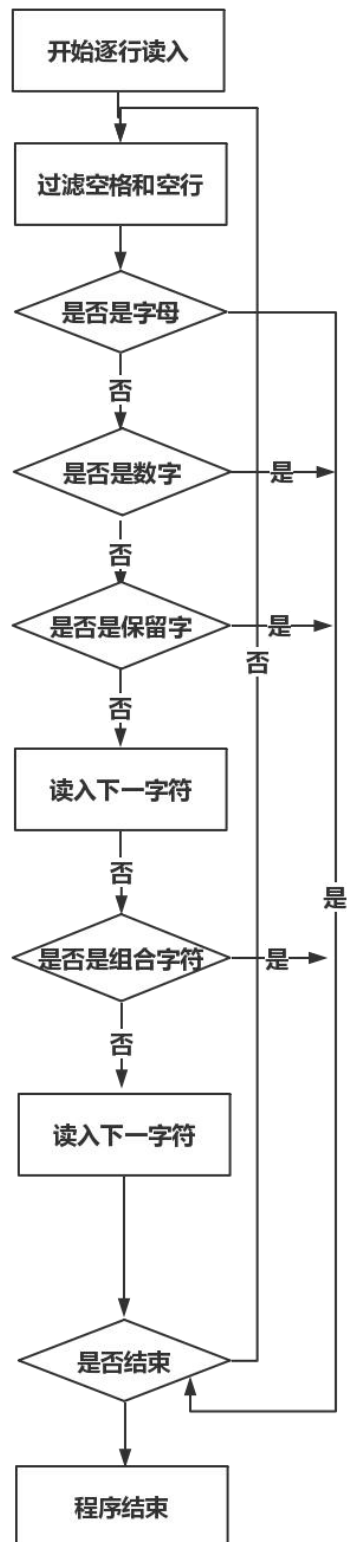 开始逐行读入
过滤空格和空行
是否是字母
否
是否是数字
是
否
是否是保留字
是
否
否
读入下一字符
否
是
是否是组合字符
是
否
读入下一字符
是否结束
程序结束